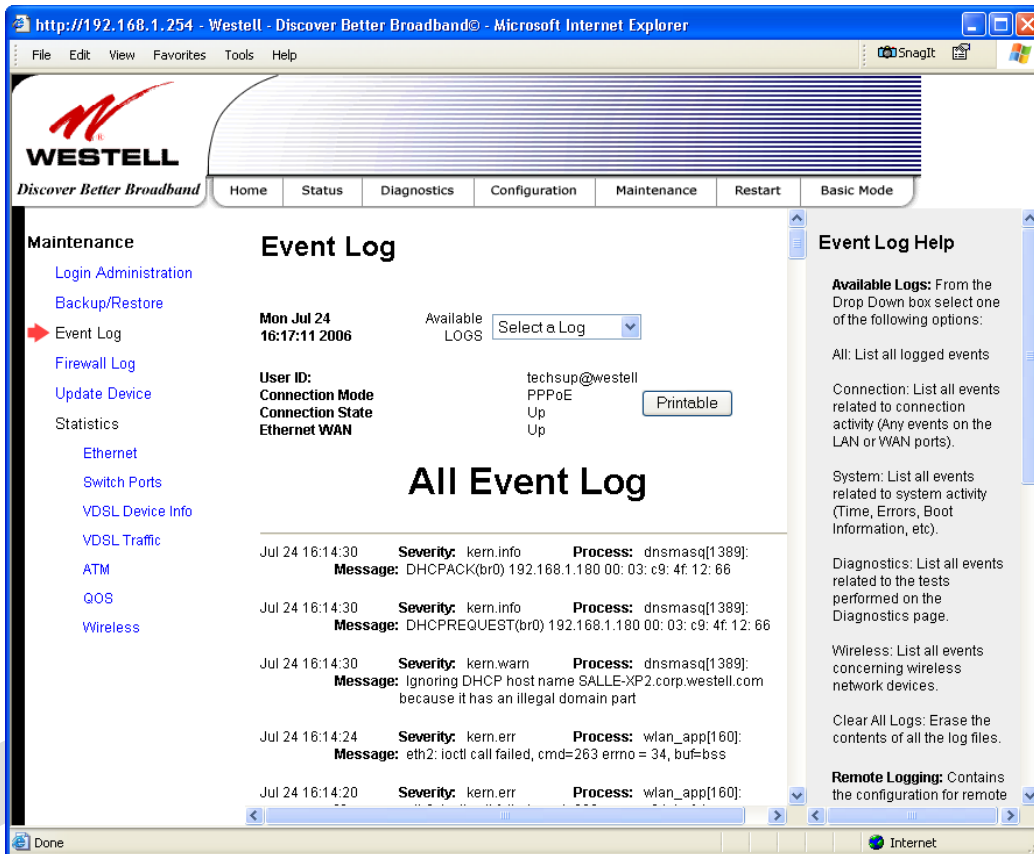 http://192.168.1.254 - Westell - Discover Better Broadband© - Microsoft Internet Explorer
File Edit View Favorites Tools Help SnagIt
WESTELL
Discover Better Broadband
Home Status Diagnostics Configuration Maintenance Restart Basic Mode
Maintenance
Login Administration
Backup/Restore
Event Log
Firewall Log
Update Device
Statistics
Ethernet
Switch Ports
VDSL Device Info
VDSL Traffic
ATM
QOS
Wireless
Event Log
Mon Jul 24
16:17:11 2006
Available
LOGS
Select a Log
User ID: techsup@westell
Connection Mode PPPoE
Connection State Up
Ethernet WAN Up
Printable
All Event Log
Jul 24 16:14:30 Severity: kern.info Process: dnsmasq[1389]:
Message: DHCPACK(br0) 192.168.1.180 00: 03: c9: 4f: 12: 66
Jul 24 16:14:30 Severity: kern.info Process: dnsmasq[1389]:
Message: DHCPREQUEST(br0) 192.168.1.180 00: 03: c9: 4f: 12: 66
Jul 24 16:14:30 Severity: kern.warn Process: dnsmasq[1389]:
Message: Ignoring DHCP host name SALLE-XP2.corp.westell.com
because it has an illegal domain part
Jul 24 16:14:24 Severity: kern.err Process: wlan_app[160]:
Message: eth2: ioctl call failed, cmd=263 errno = 34, buf=bss
Jul 24 16:14:20 Severity: kern.err Process: wlan_app[160]:
Event Log Help
Available Logs: From the
Drop Down box select one
of the following options:
All: List all logged events
Connection: List all events
related to connection
activity (Any events on the
LAN or WAN ports).
System: List all events
related to system activity
(Time, Errors, Boot
Information, etc).
Diagnostics: List all events
related to the tests
performed on the
Diagnostics page.
Wireless: List all events
concerning wireless
network devices.
Clear All Logs: Erase the
contents of all the log files.
Remote Logging: Contains
the configuration for remote
Done Internet